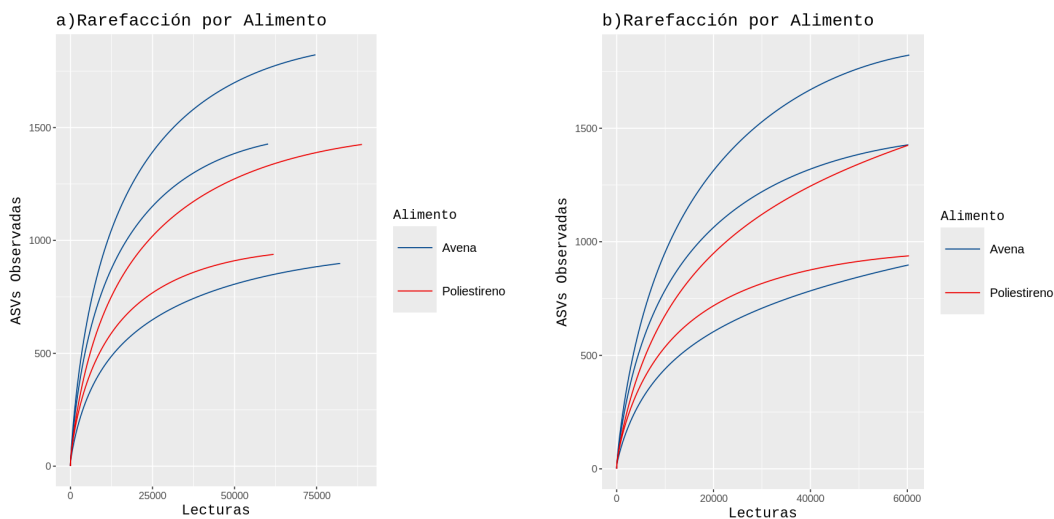 a)Rarefacción por Alimento
1500
1000
500
0
ASVs Observadas
0 25000 50000 75000
Lecturas
Alimento
Avena
Poliestireno
b)Rarefacción por Alimento
1500
1000
500
0
ASVs Observadas
0 20000 40000 60000
Lecturas
Alimento
Avena
Poliestireno